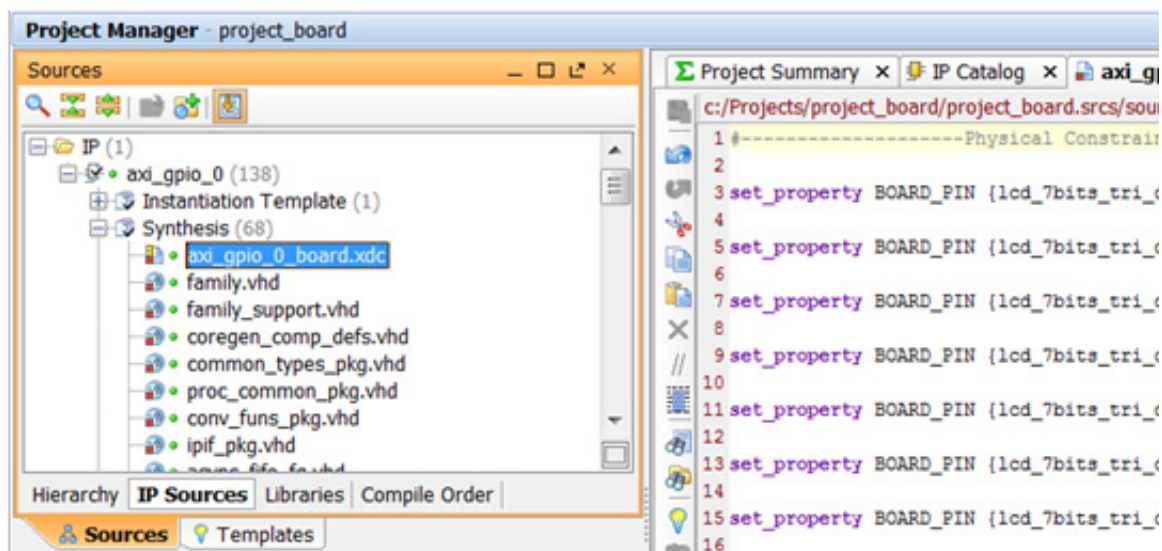 Project Manager - project_board
Sources
IP (1)
axi_gpio_0 (138)
Instantiation Template (1)
Synthesis (68)
axi_gpio_0_board.xdc
family.vhd
family_support.vhd
coregen_comp_defs.vhd
common_types_pkg.vhd
proc_common_pkg.vhd
conv_funs_pkg.vhd
ipif_pkg.vhd
Hierarchy IP Sources Libraries Compile Order
Sources Templates
Σ Project Summary × IP Catalog × axi_g
c:/Projects/project_board/project_board.srcs/sou
1 #--------------------Physical Constrain
2
3 set_property BOARD_PIN {lcd_7bits_tri_
4
5 set_property BOARD_PIN {lcd_7bits_tri_
6
7 set_property BOARD_PIN {lcd_7bits_tri_
8
9 set_property BOARD_PIN {lcd_7bits_tri_
10
11 set_property BOARD_PIN {lcd_7bits_tri_
12
13 set_property BOARD_PIN {lcd_7bits_tri_
14
15 set_property BOARD_PIN {lcd_7bits_tri_
16